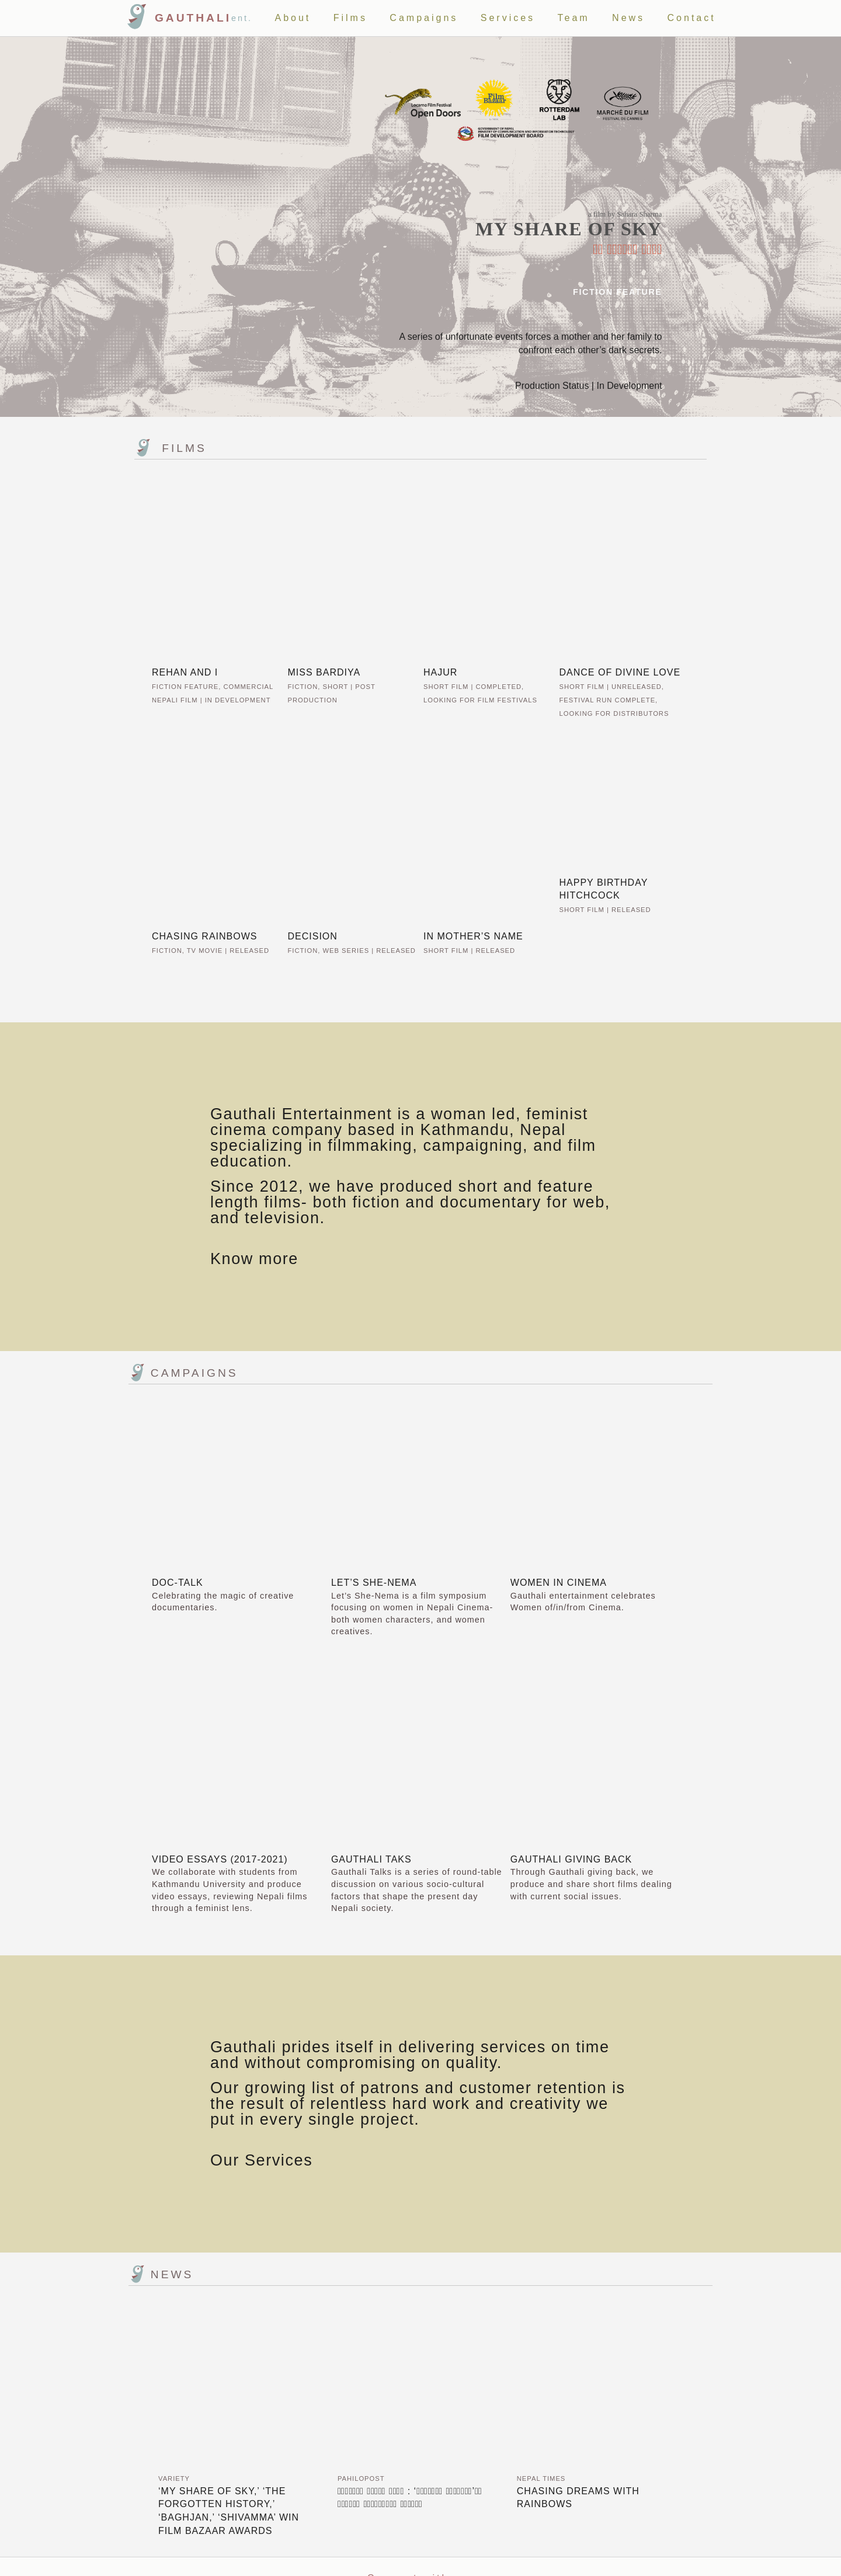 GAUTHALI ent. About Films Campaigns Services Team News Contact
Locarno Film Festival
Open Doors
Film
Bazaar
ROTTERDAM
LAB
MARCHÉ DU FILM
FESTIVAL DE CANNES
GOVERNMENT OF NEPAL
MINISTRY OF COMMUNICATION AND INFORMATION TECHNOLOGY
FILM DEVELOPMENT BOARD
a film by Sahara Sharma
MY SHARE OF SKY
FICTION FEATURE
A series of unfortunate events forces a mother and her family to
confront each other's dark secrets.
Production Status | In Development
FILMS
REHAN AND I
FICTION FEATURE, COMMERCIAL
NEPALI FILM | IN DEVELOPMENT
MISS BARDIYA
FICTION, SHORT | POST
PRODUCTION
HAJUR
SHORT FILM | COMPLETED,
LOOKING FOR FILM FESTIVALS
DANCE OF DIVINE LOVE
SHORT FILM | UNRELEASED,
FESTIVAL RUN COMPLETE,
LOOKING FOR DISTRIBUTORS
CHASING RAINBOWS
FICTION, TV MOVIE | RELEASED
DECISION
FICTION, WEB SERIES | RELEASED
IN MOTHER'S NAME
SHORT FILM | RELEASED
HAPPY BIRTHDAY
HITCHCOCK
SHORT FILM | RELEASED
Gauthali Entertainment is a woman led, feminist
cinema company based in Kathmandu, Nepal
specializing in filmmaking, campaigning, and film
education.
Since 2012, we have produced short and feature
length films- both fiction and documentary for web,
and television.
Know more
CAMPAIGNS
DOC-TALK
Celebrating the magic of creative
documentaries.
LET'S SHE-NEMA
Let's She-Nema is a film symposium
focusing on women in Nepali Cinema-
both women characters, and women
creatives.
WOMEN IN CINEMA
Gauthali entertainment celebrates
Women of/in/from Cinema.
VIDEO ESSAYS (2017-2021)
We collaborate with students from
Kathmandu University and produce
video essays, reviewing Nepali films
through a feminist lens.
GAUTHALI TAKS
Gauthali Talks is a series of round-table
discussion on various socio-cultural
factors that shape the present day
Nepali society.
GAUTHALI GIVING BACK
Through Gauthali giving back, we
produce and share short films dealing
with current social issues.
Gauthali prides itself in delivering services on time
and without compromising on quality.
Our growing list of patrons and customer retention is
the result of relentless hard work and creativity we
put in every single project.
Our Services
NEWS
VARIETY
'MY SHARE OF SKY,' 'THE
FORGOTTEN HISTORY,'
'BAGHJAN,' 'SHIVAMMA' WIN
FILM BAZAAR AWARDS
PAHILOPOST
NEPAL TIMES
CHASING DREAMS WITH
RAINBOWS